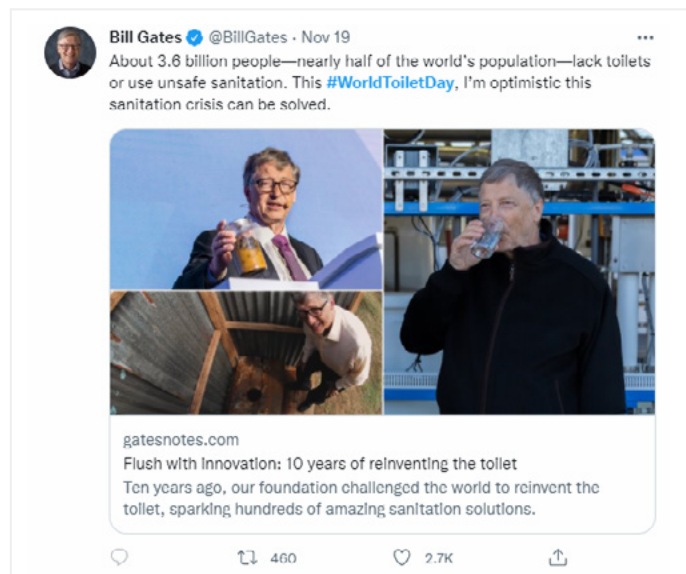 Bill Gates @BillGates · Nov 19
About 3.6 billion people—nearly half of the world's population—lack toilets
or use unsafe sanitation. This #WorldToiletDay, I'm optimistic this
sanitation crisis can be solved.
gatesnotes.com
Flush with innovation: 10 years of reinventing the toilet
Ten years ago, our foundation challenged the world to reinvent the
toilet, sparking hundreds of amazing sanitation solutions.
460 2.7K